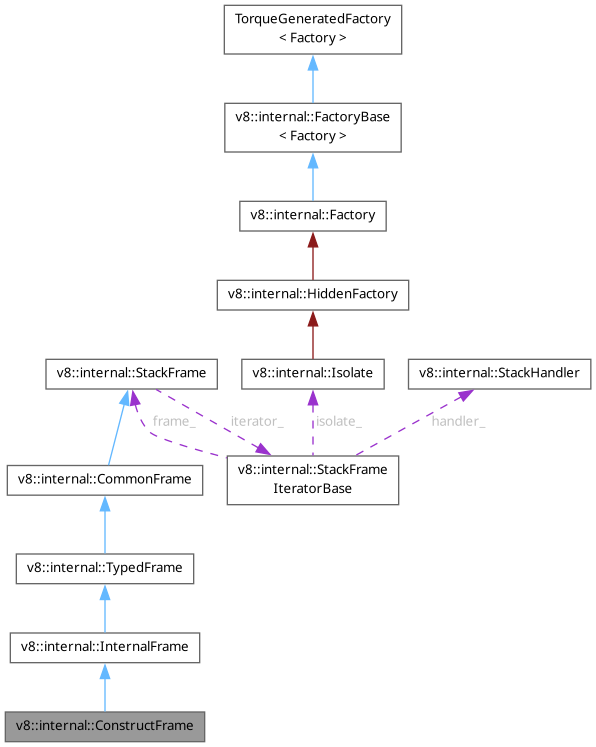 TorqueGeneratedFactory
< Factory >
v8::internal::FactoryBase
< Factory >
v8::internal::Factory
v8::internal::HiddenFactory
v8::internal::StackFrame
v8::internal::Isolate
v8::internal::StackHandler
frame_
iterator_
isolate_
handler_
v8::internal::CommonFrame
v8::internal::StackFrame
IteratorBase
v8::internal::TypedFrame
v8::internal::InternalFrame
v8::internal::ConstructFrame